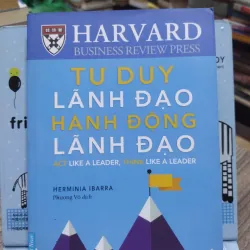 HARVARD
BUSINESS REVIEW PRESS
TƯ DUY
LÃNH ĐẠO
HÀNH ĐỘNG
LÃNH ĐẠO
ACT LIKE A LEADER, THINK LIKE A LEADER
HERMINIA IBARRA
Phương Võ dịch